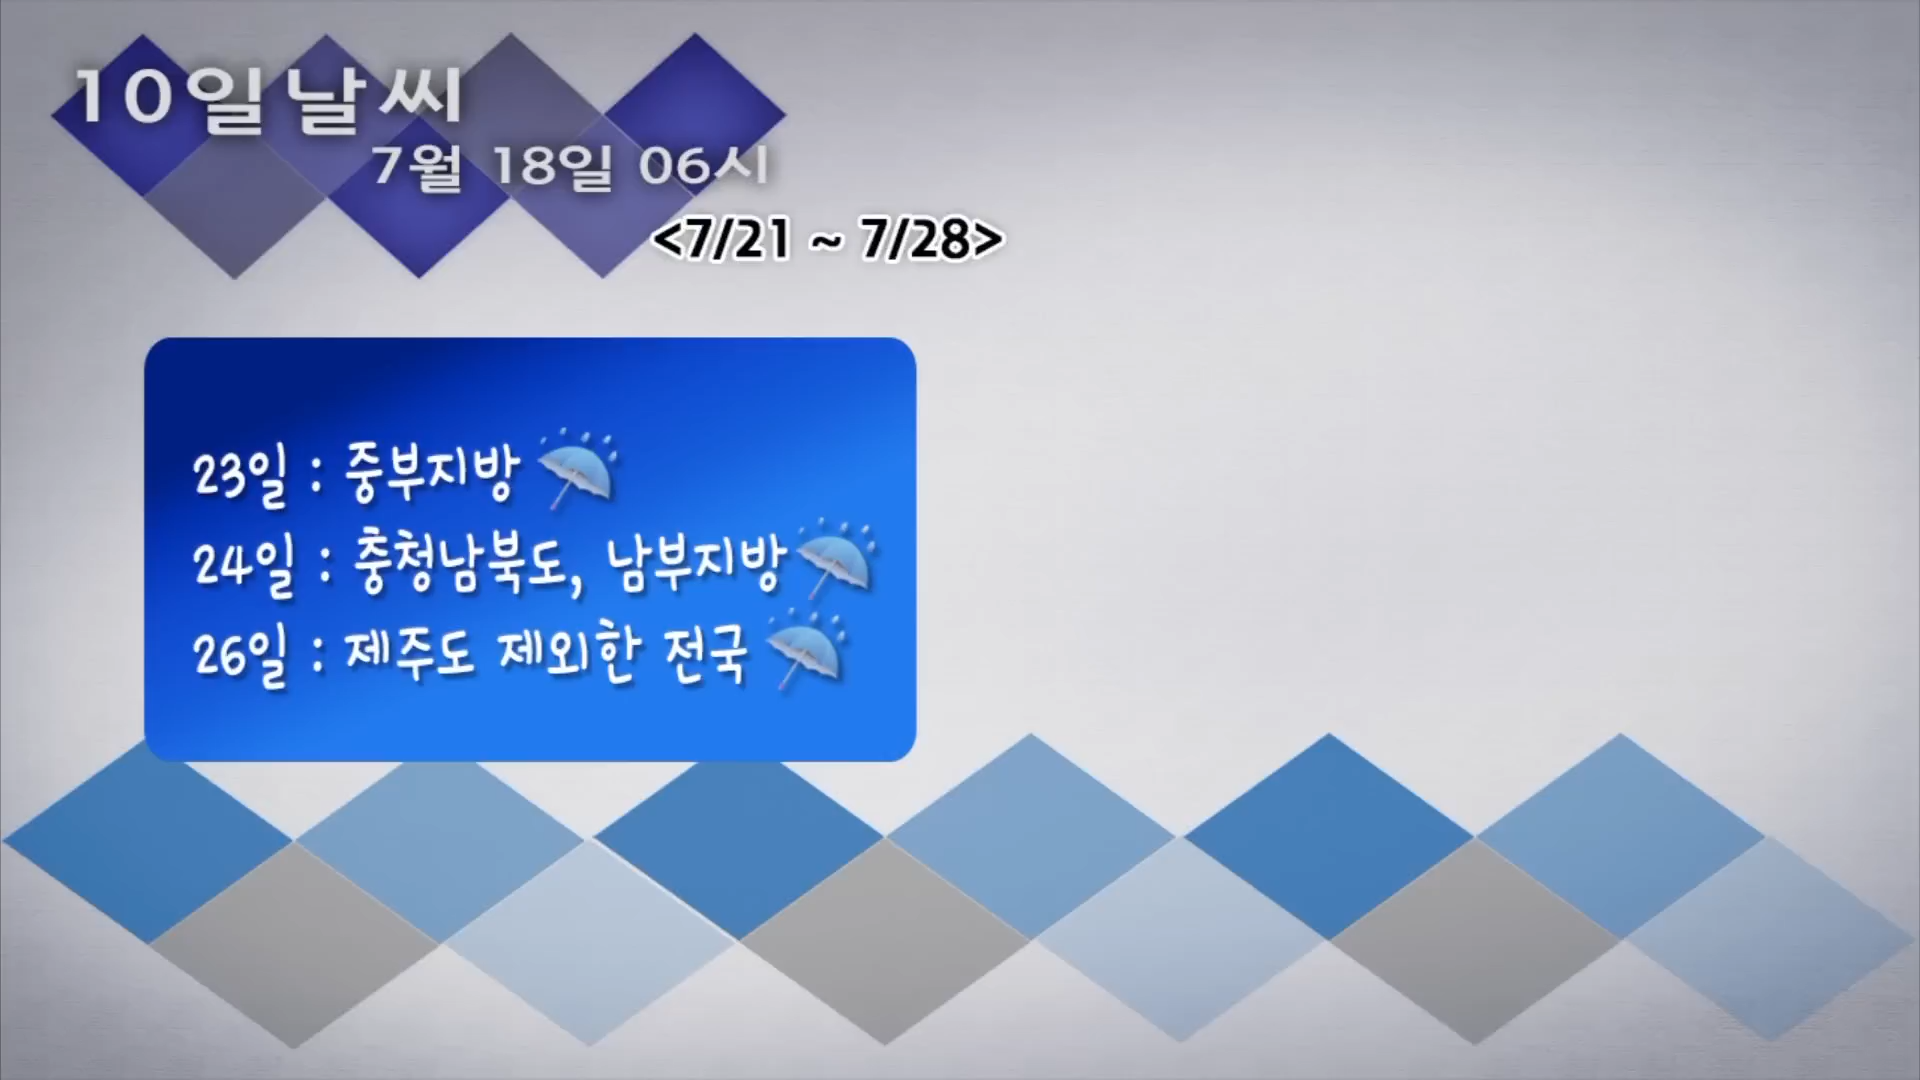 10일날씨
7월 18일 06시
<7/21 ~ 7/28>
23일 : 중부지방
24일 : 충청남북도, 남부지방
26일 : 제주도 제외한 전국